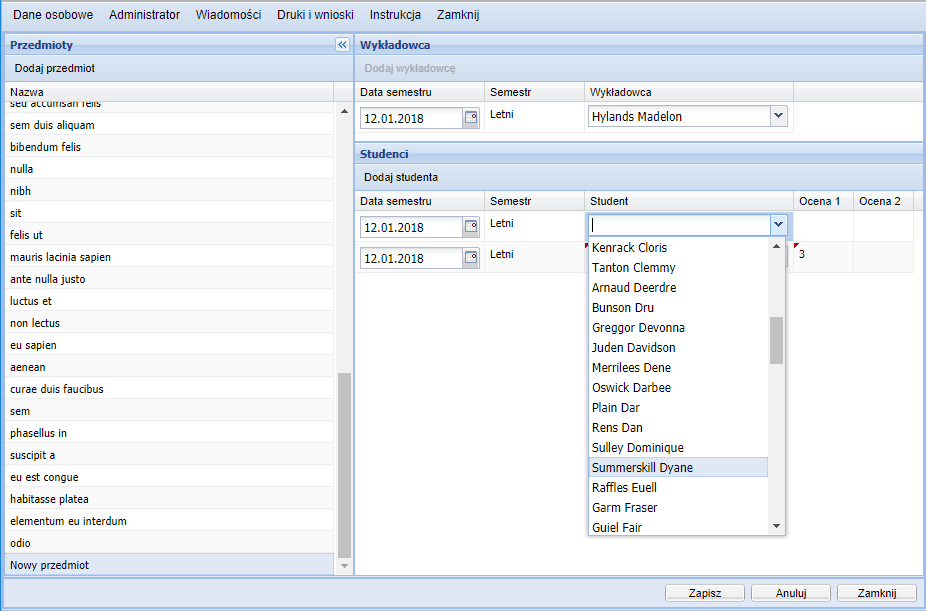 Dane osobowe Administrator Wiadomości Druki i wnioski Instrukcja Zamknij
Przedmioty
Dodaj przedmiot
Nazwa
sed accumsan felis
sem duis aliquam
bibendum felis
nulla
nibh
sit
felis ut
mauris lacinia sapien
ante nulla justo
luctus et
non lectus
eu sapien
aenean
curae duis faucibus
sem
phasellus in
suscipit a
eu est congue
habitasse platea
elementum eu interdum
odio
Nowy przedmiot
Wykładowca
Dodaj wykładowcę
Data semestru Semestr Wykładowca
12.01.2018 Letni Hylands Madelon
Studenci
Dodaj studenta
Data semestru Semestr Student Ocena 1 Ocena 2
12.01.2018 Letni
12.01.2018 Letni 3
Kenrack Cloris
Tanton Clemmy
Arnaud Deerdre
Bunson Dru
Greggor Devonna
Juden Davidson
Merrilees Dene
Oswick Darbee
Plain Dar
Rens Dan
Sulley Dominique
Summerskill Dyane
Raffles Euell
Garm Fraser
Guiel Fair
Zapisz Anuluj Zamknij